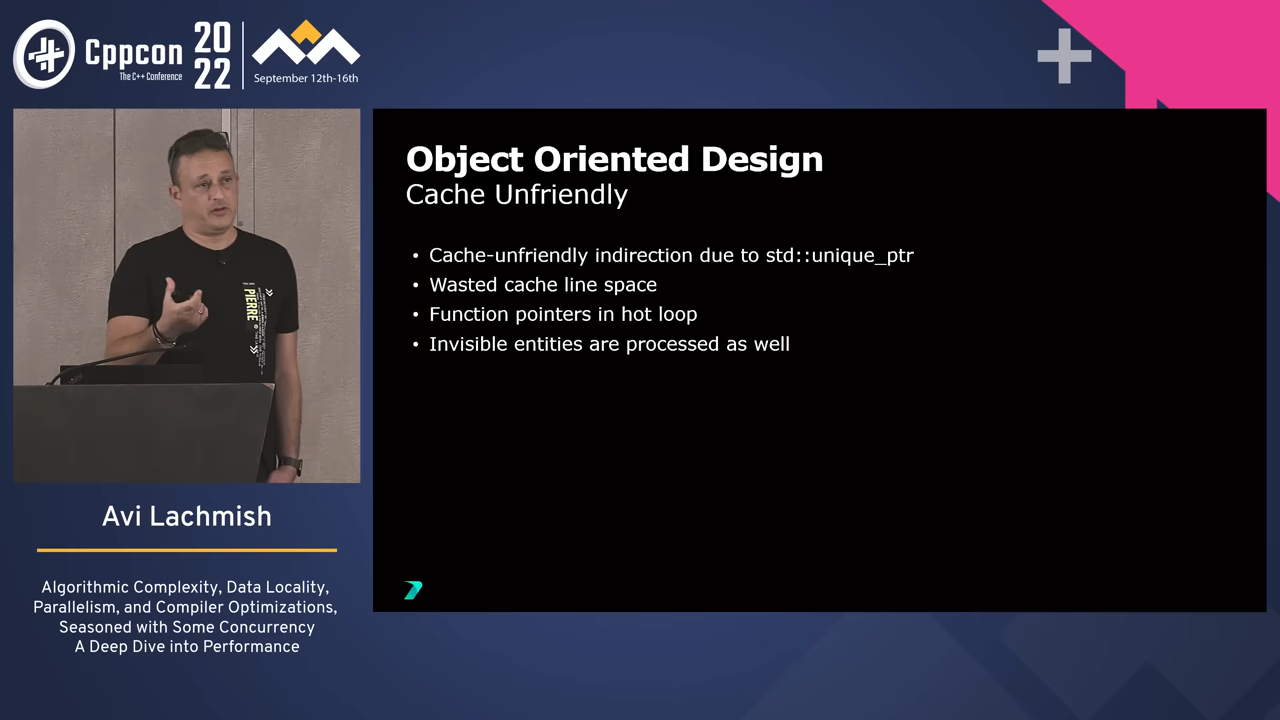 Cppcon
The C++ Conference
20
22
September 12th-16th
PIERRE
Object Oriented Design
Cache Unfriendly
• Cache-unfriendly indirection due to std::unique_ptr
• Wasted cache line space
• Function pointers in hot loop
• Invisible entities are processed as well
Avi Lachmish
Algorithmic Complexity, Data Locality,
Parallelism, and Compiler Optimizations,
Seasoned with Some Concurrency
A Deep Dive into Performance